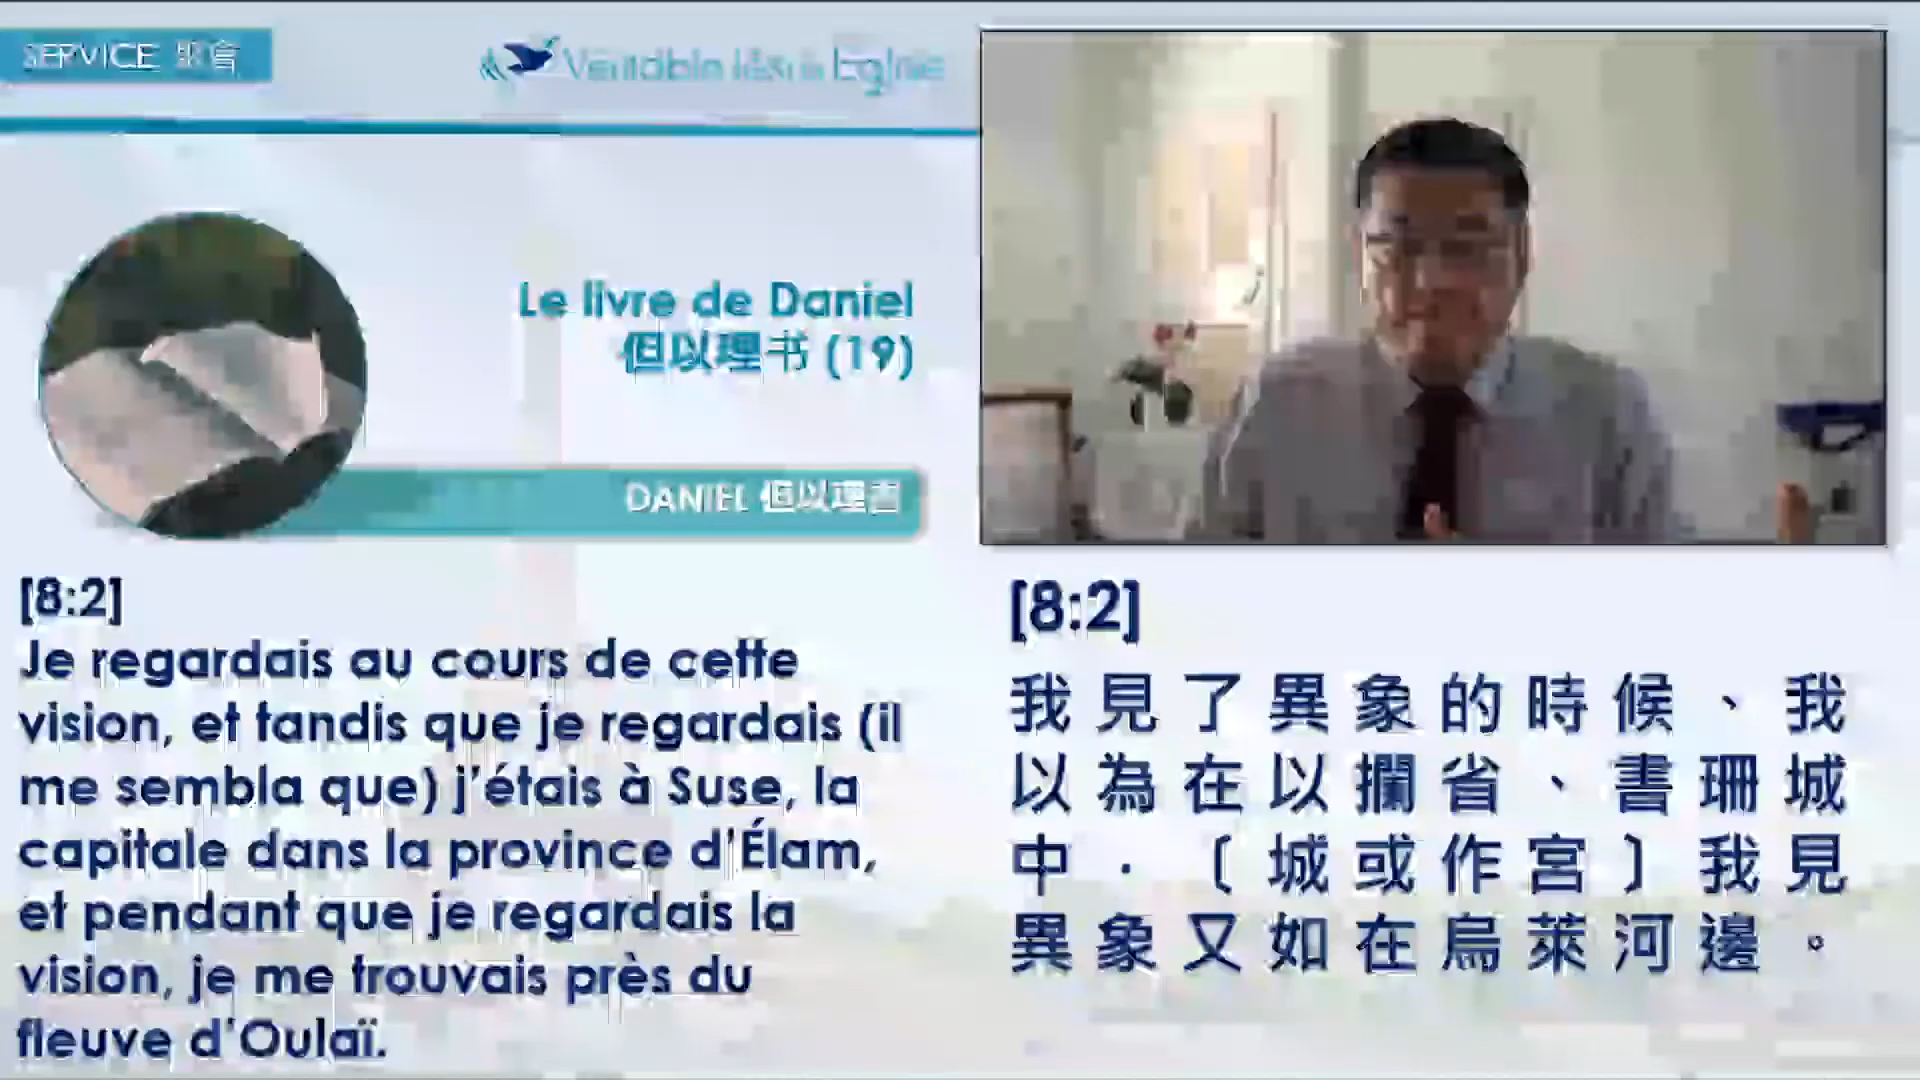 SERVICE 聚會
Le livre de Daniel
但以理书 (19)
DANIEL 但以理書
[8:2]
Je regardais au cours de cette
vision, et tandis que je regardais (il
me sembla que) j'étais à Suse, la
capitale dans la province d'Élam,
et pendant que je regardais la
vision, je me trouvais près du
fleuve d'Oulaï.
[8:2]
我見了異象的時候、我
以為在以攔省、書珊城
中.〔城或作宮〕我見
異象又如在烏萊河邊。